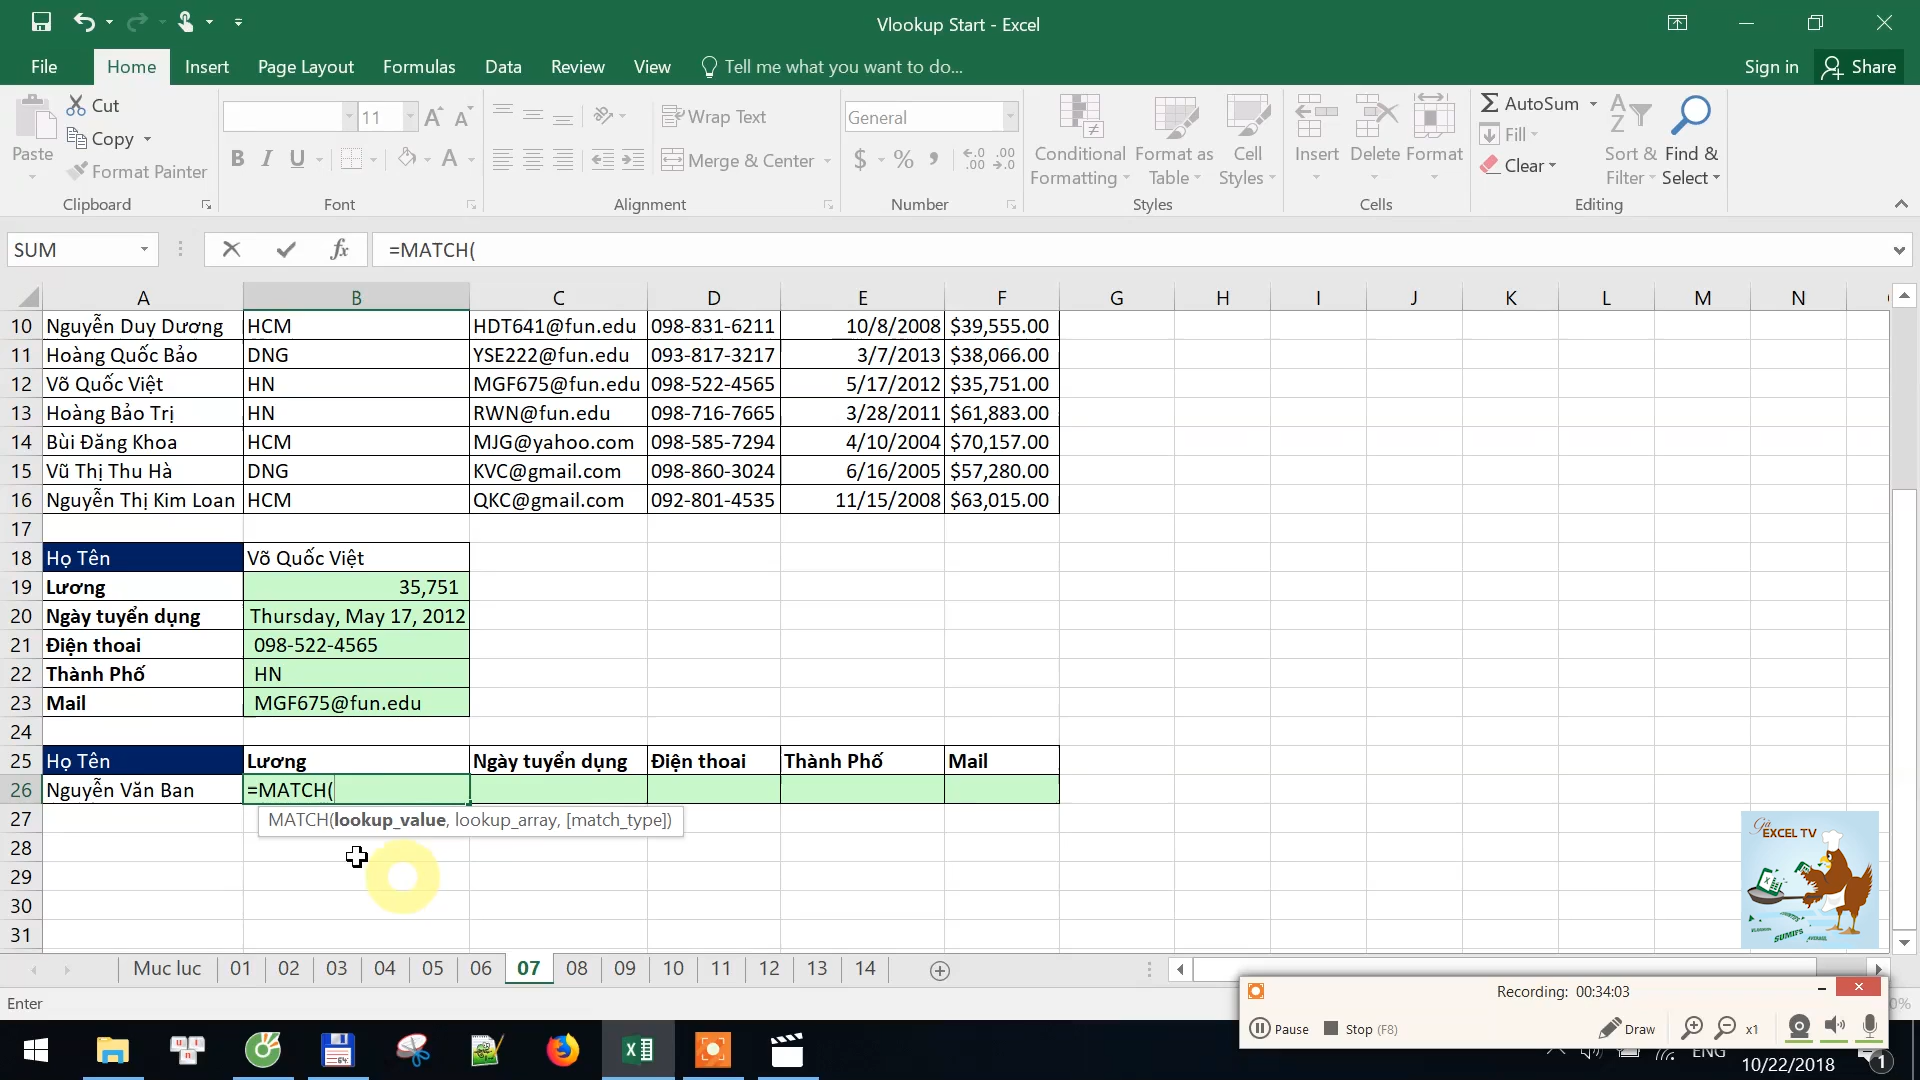 Vlookup Start - Excel
File Home Insert Page Layout Formulas Data Review View Tell me what you want to do... Sign in Share
Cut
Copy
Format Painter
Paste
Clipboard
11
Font
Wrap Text
Merge & Center
Alignment
General
$ % , .0 .00 .00 .0
Number
Conditional Formatting
Format as Table
Cell Styles
Styles
Insert Delete Format
Cells
AutoSum
Fill
Clear
Sort & Filter
Find & Select
Editing
SUM fx =MATCH(
A B C D E F G H I J K L M N
10 Nguyễn Duy Dương HCM HDT641@fun.edu 098-831-6211 10/8/2008 $39,555.00
11 Hoàng Quốc Bảo DNG YSE222@fun.edu 093-817-3217 3/7/2013 $38,066.00
12 Võ Quốc Việt HN MGF675@fun.edu 098-522-4565 5/17/2012 $35,751.00
13 Hoàng Bảo Trị HN RWN@fun.edu 098-716-7665 3/28/2011 $61,883.00
14 Bùi Đăng Khoa HCM MJG@yahoo.com 098-585-7294 4/10/2004 $70,157.00
15 Vũ Thị Thu Hà DNG KVC@gmail.com 098-860-3024 6/16/2005 $57,280.00
16 Nguyễn Thị Kim Loan HCM QKC@gmail.com 092-801-4535 11/15/2008 $63,015.00
17
18 Họ Tên Võ Quốc Việt
19 Lương 35,751
20 Ngày tuyển dụng Thursday, May 17, 2012
21 Điện thoai 098-522-4565
22 Thành Phố HN
23 Mail MGF675@fun.edu
24
25 Họ Tên Lương Ngày tuyển dụng Điện thoai Thành Phố Mail
26 Nguyễn Văn Ban =MATCH(
27 MATCH(lookup_value, lookup_array, [match_type])
28
29
30
31
Gà EXCEL TV
SUMIFS
Muc luc 01 02 03 04 05 06 07 08 09 10 11 12 13 14
Enter
Recording: 00:34:03
Pause Stop (F8) Draw x1
ENG
10/22/2018
1